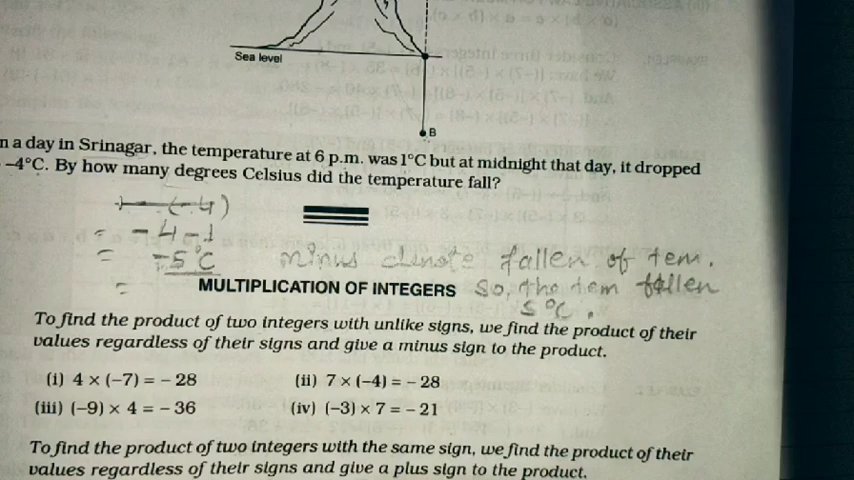 Sea level
B
n a day in Srinagar, the temperature at 6 p.m. was 1°C but at midnight that day, it dropped
-4°C. By how many degrees Celsius did the temperature fall?
= -4-1
= -5°C minus denote fallen of tem.
= MULTIPLICATION OF INTEGERS so, the tem fallen
5°C.
To find the product of two integers with unlike signs, we find the product of their
values regardless of their signs and give a minus sign to the product.
(i) 4 × (-7) = - 28 (ii) 7 × (-4) = - 28
(iii) (-9) × 4 = - 36 (iv) (-3) × 7 = - 21
To find the product of two integers with the same sign, we find the product of their
values regardless of their signs and give a plus sign to the product.